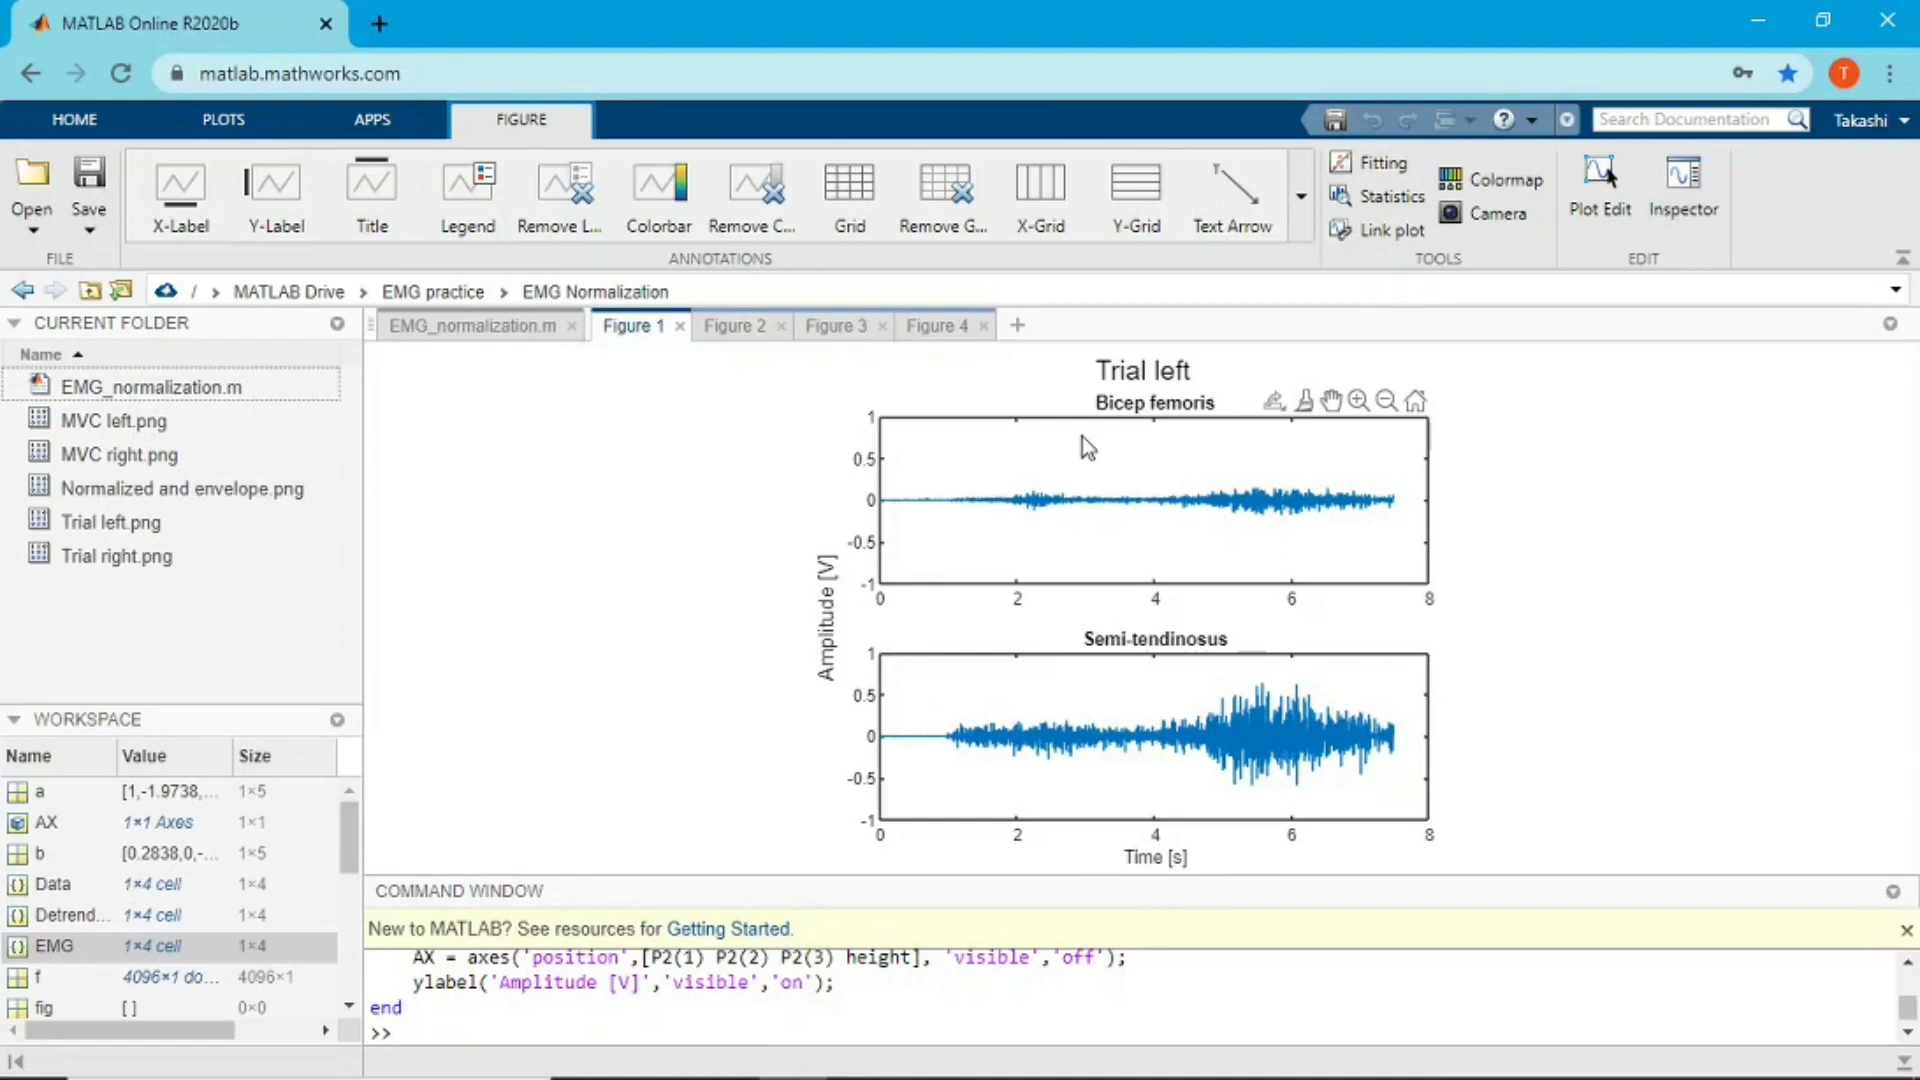 MATLAB Online R2020b
matlab.mathworks.com
T
HOME PLOTS APPS FIGURE
Search Documentation Takashi
Open Save
X-Label Y-Label Title Legend Remove L... Colorbar Remove C... Grid Remove G... X-Grid Y-Grid Text Arrow
Fitting
Statistics
Link plot
Colormap
Camera
Plot Edit Inspector
FILE ANNOTATIONS TOOLS EDIT
/ › MATLAB Drive › EMG practice › EMG Normalization
CURRENT FOLDER
Name
EMG_normalization.m
MVC left.png
MVC right.png
Normalized and envelope.png
Trial left.png
Trial right.png
WORKSPACE
Name Value Size
a [1,-1.9738,... 1×5
AX 1×1 Axes 1×1
b [0.2838,0,-... 1×5
Data 1×4 cell 1×4
Detrend... 1×4 cell 1×4
EMG 1×4 cell 1×4
f 4096×1 do... 4096×1
fig [ ] 0×0
EMG_normalization.m Figure 1 Figure 2 Figure 3 Figure 4
Trial left
Bicep femoris
1
0.5
0
-0.5
-1
0 2 4 6 8
Amplitude [V]
Semi-tendinosus
1
0.5
0
-0.5
-1
0 2 4 6 8
Time [s]
COMMAND WINDOW
New to MATLAB? See resources for Getting Started.
AX = axes('position',[P2(1) P2(2) P2(3) height], 'visible','off');
ylabel('Amplitude [V]','visible','on');
end
>>